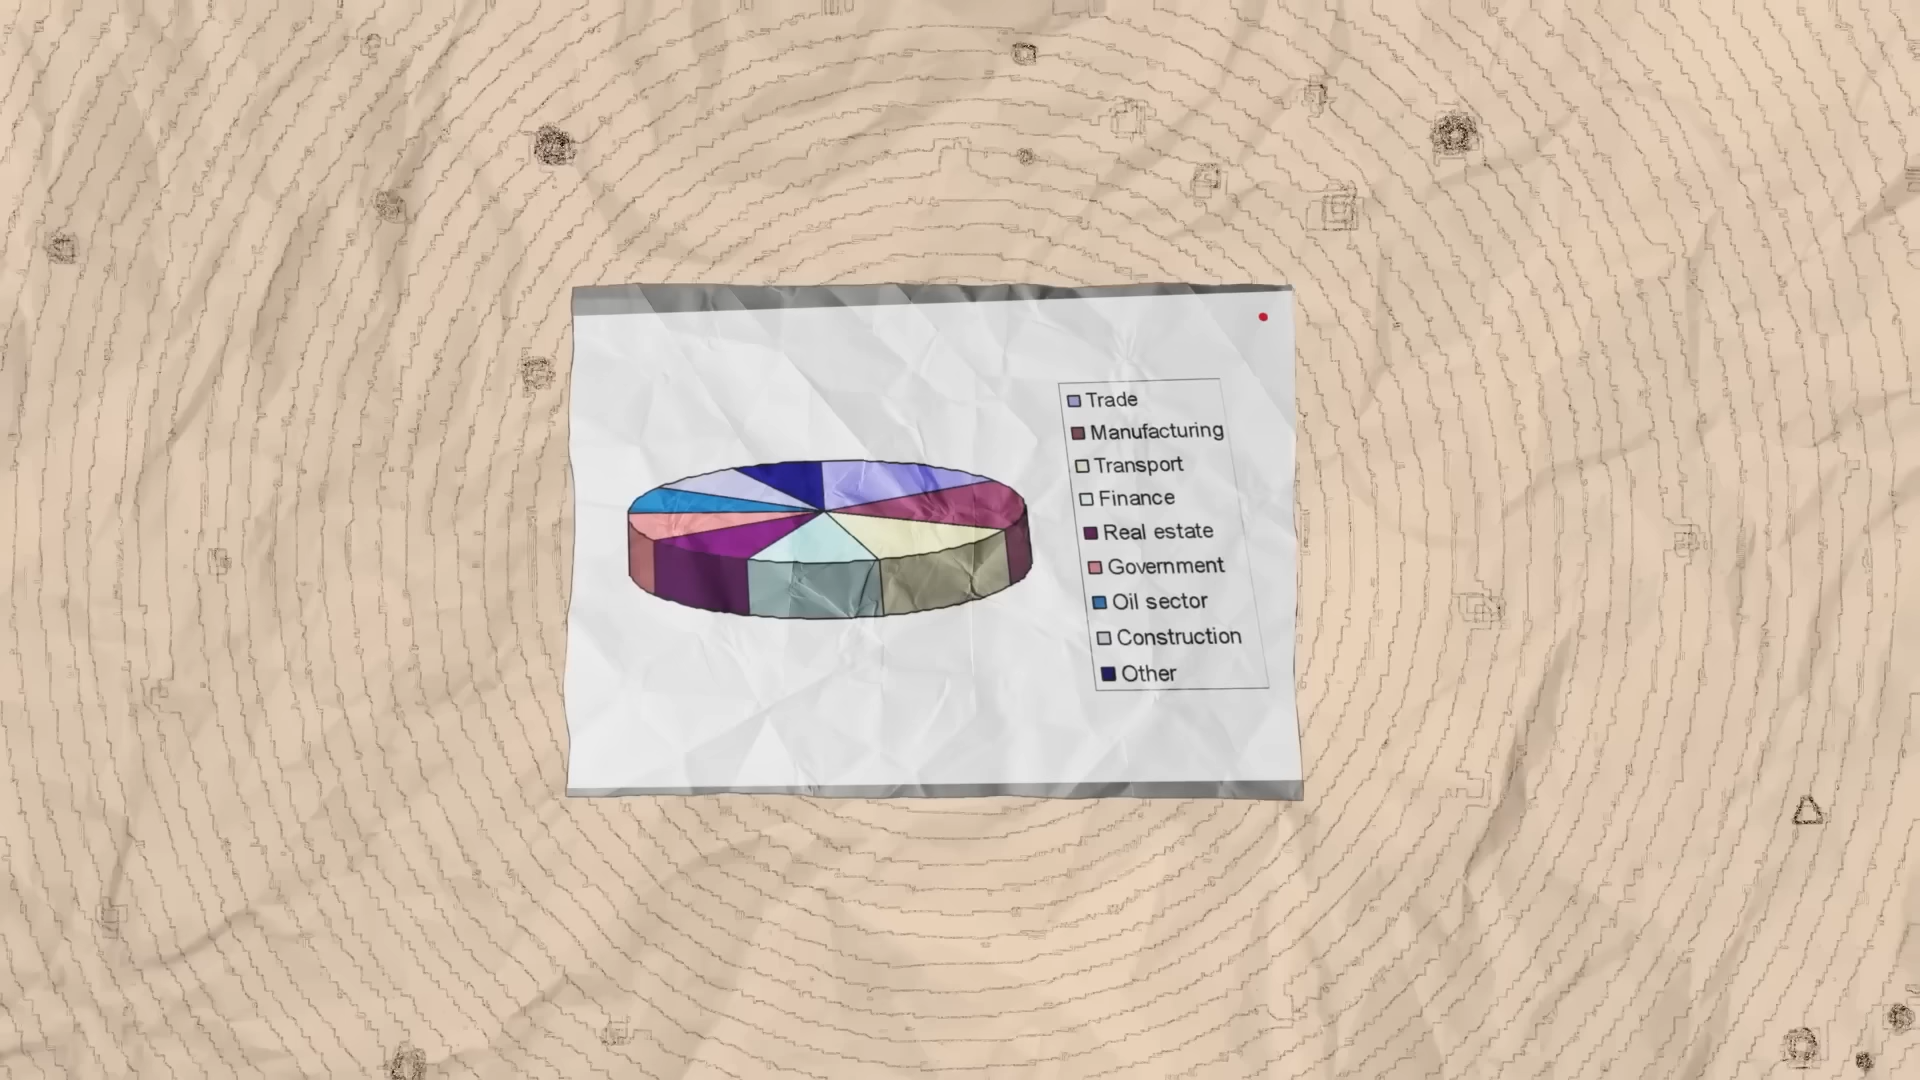 Trade
Manufacturing
Transport
Finance
Real estate
Government
Oil sector
Construction
Other